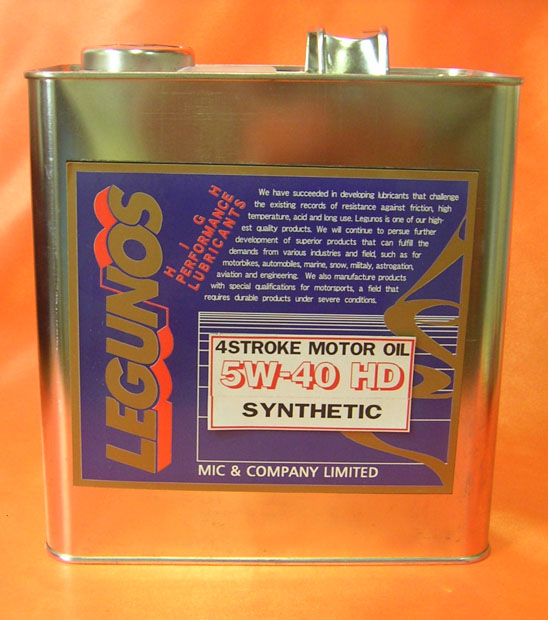 LEGUNOS
HIGH
PERFORMANCE
LUBRICANTS
We have succeeded in developing lubricants that challenge
the existing records of resistance against friction, high
temperature, acid and long use. Legunos is one of our high-
est quality products. We will continue to persue further
development of superior products that can fulfill the
demands from various industries and field, such as for
motorbikes, automobiles, marine, snow, militaly, astrogation,
aviation and engineering. We also manufacture products
with special qualifications for motorsports, a field that
requires durable products under severe conditions.
4STROKE MOTOR OIL
5W-40 HD
SYNTHETIC
MIC & COMPANY LIMITED